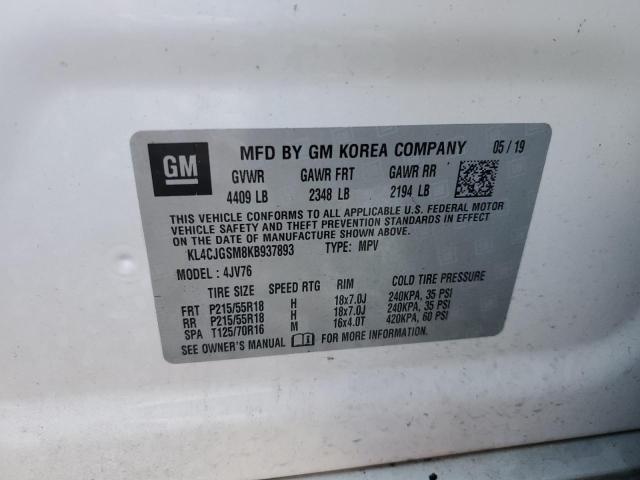 GM MFD BY GM KOREA COMPANY 05 / 19
GVWR GAWR FRT GAWR RR
4409 LB 2348 LB 2194 LB
THIS VEHICLE CONFORMS TO ALL APPLICABLE U.S. FEDERAL MOTOR
VEHICLE SAFETY AND THEFT PREVENTION STANDARDS IN EFFECT ON
THE DATE OF MANUFACTURE SHOWN ABOVE.
KL4CJGSM8KB937893 TYPE: MPV
MODEL : 4JV76
TIRE SIZE SPEED RTG RIM COLD TIRE PRESSURE
FRT P215/55R18 H 18x7.0J 240KPA, 35 PSI
RR P215/55R18 H 18x7.0J 240KPA, 35 PSI
SPA T125/70R16 M 16x4.0T 420KPA, 60 PSI
SEE OWNER'S MANUAL FOR MORE INFORMATION.